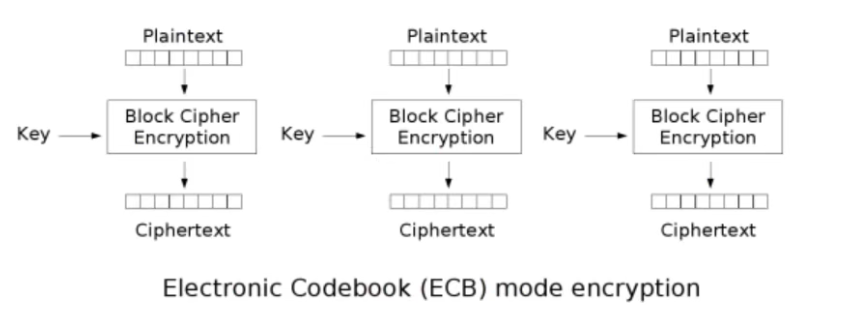 Plaintext Plaintext Plaintext
Key Block Cipher Encryption Key Block Cipher Encryption Key Block Cipher Encryption
Ciphertext Ciphertext Ciphertext
Electronic Codebook (ECB) mode encryption